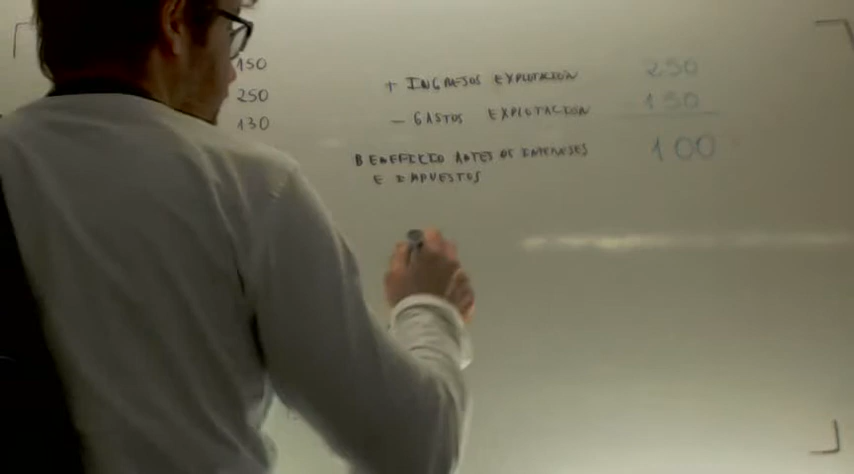 150
250
130
+ INGRESOS EXPLOTACION 250
- GASTOS EXPLOTACION 150
BENEFICIO ANTES DE INTERESES 100
E IMPUESTOS